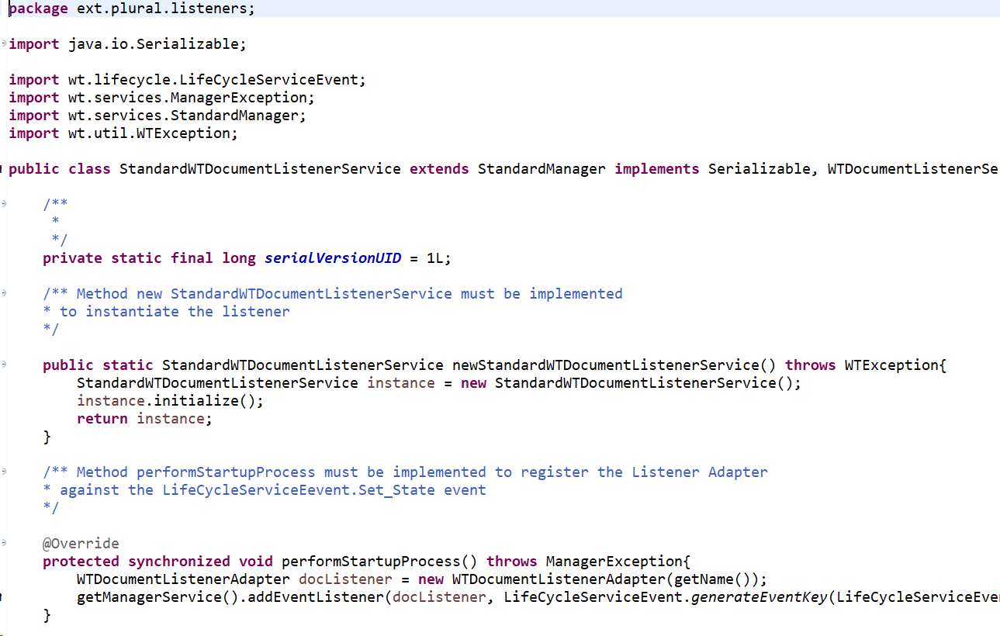 package ext.plural.listeners;
import java.io.Serializable;
import wt.lifecycle.LifeCycleServiceEvent;
import wt.services.ManagerException;
import wt.services.StandardManager;
import wt.util.WTException;
public class StandardWTDocumentListenerService extends StandardManager implements Serializable, WTDocumentListenerSe
/**
*
*/
private static final long serialVersionUID = 1L;
/** Method new StandardWTDocumentListenerService must be implemented
* to instantiate the listener
*/
public static StandardWTDocumentListenerService newStandardWTDocumentListenerService() throws WTException{
StandardWTDocumentListenerService instance = new StandardWTDocumentListenerService();
instance.initialize();
return instance;
}
/** Method performStartupProcess must be implemented to register the Listener Adapter
* against the LifeCycleServiceEevent.Set_State event
*/
@Override
protected synchronized void performStartupProcess() throws ManagerException{
WTDocumentListenerAdapter docListener = new WTDocumentListenerAdapter(getName());
getManagerService().addEventListener(docListener, LifeCycleServiceEvent.generateEventKey(LifeCycleServiceEve
}